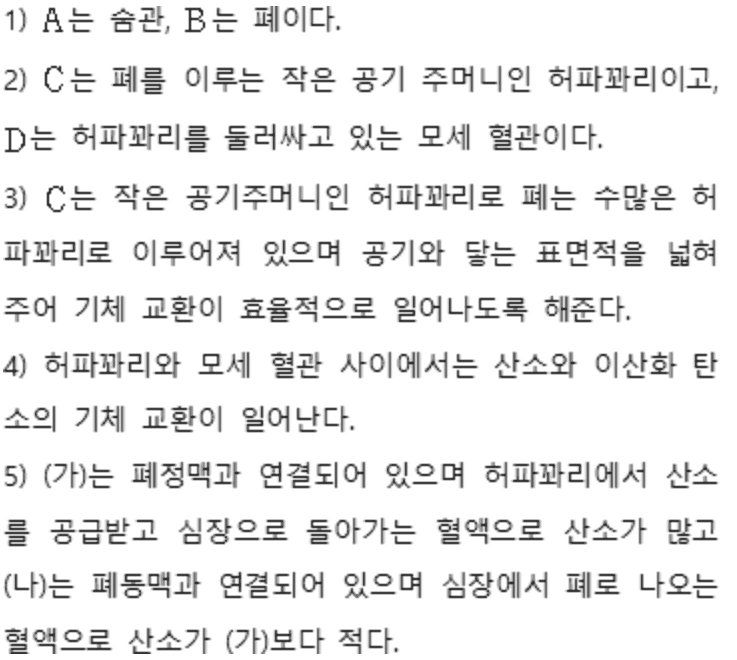 1) A는 숨관, B는 폐이다.
2) C는 폐를 이루는 작은 공기 주머니인 허파꽈리이고,
D는 허파꽈리를 둘러싸고 있는 모세 혈관이다.
3) C는 작은 공기주머니인 허파꽈리로 폐는 수많은 허
파꽈리로 이루어져 있으며 공기와 닿는 표면적을 넓혀
주어 기체 교환이 효율적으로 일어나도록 해준다.
4) 허파꽈리와 모세 혈관 사이에서는 산소와 이산화 탄
소의 기체 교환이 일어난다.
5) (가)는 폐정맥과 연결되어 있으며 허파꽈리에서 산소
를 공급받고 심장으로 돌아가는 혈액으로 산소가 많고
(나)는 폐동맥과 연결되어 있으며 심장에서 폐로 나오는
혈액으로 산소가 (가)보다 적다.